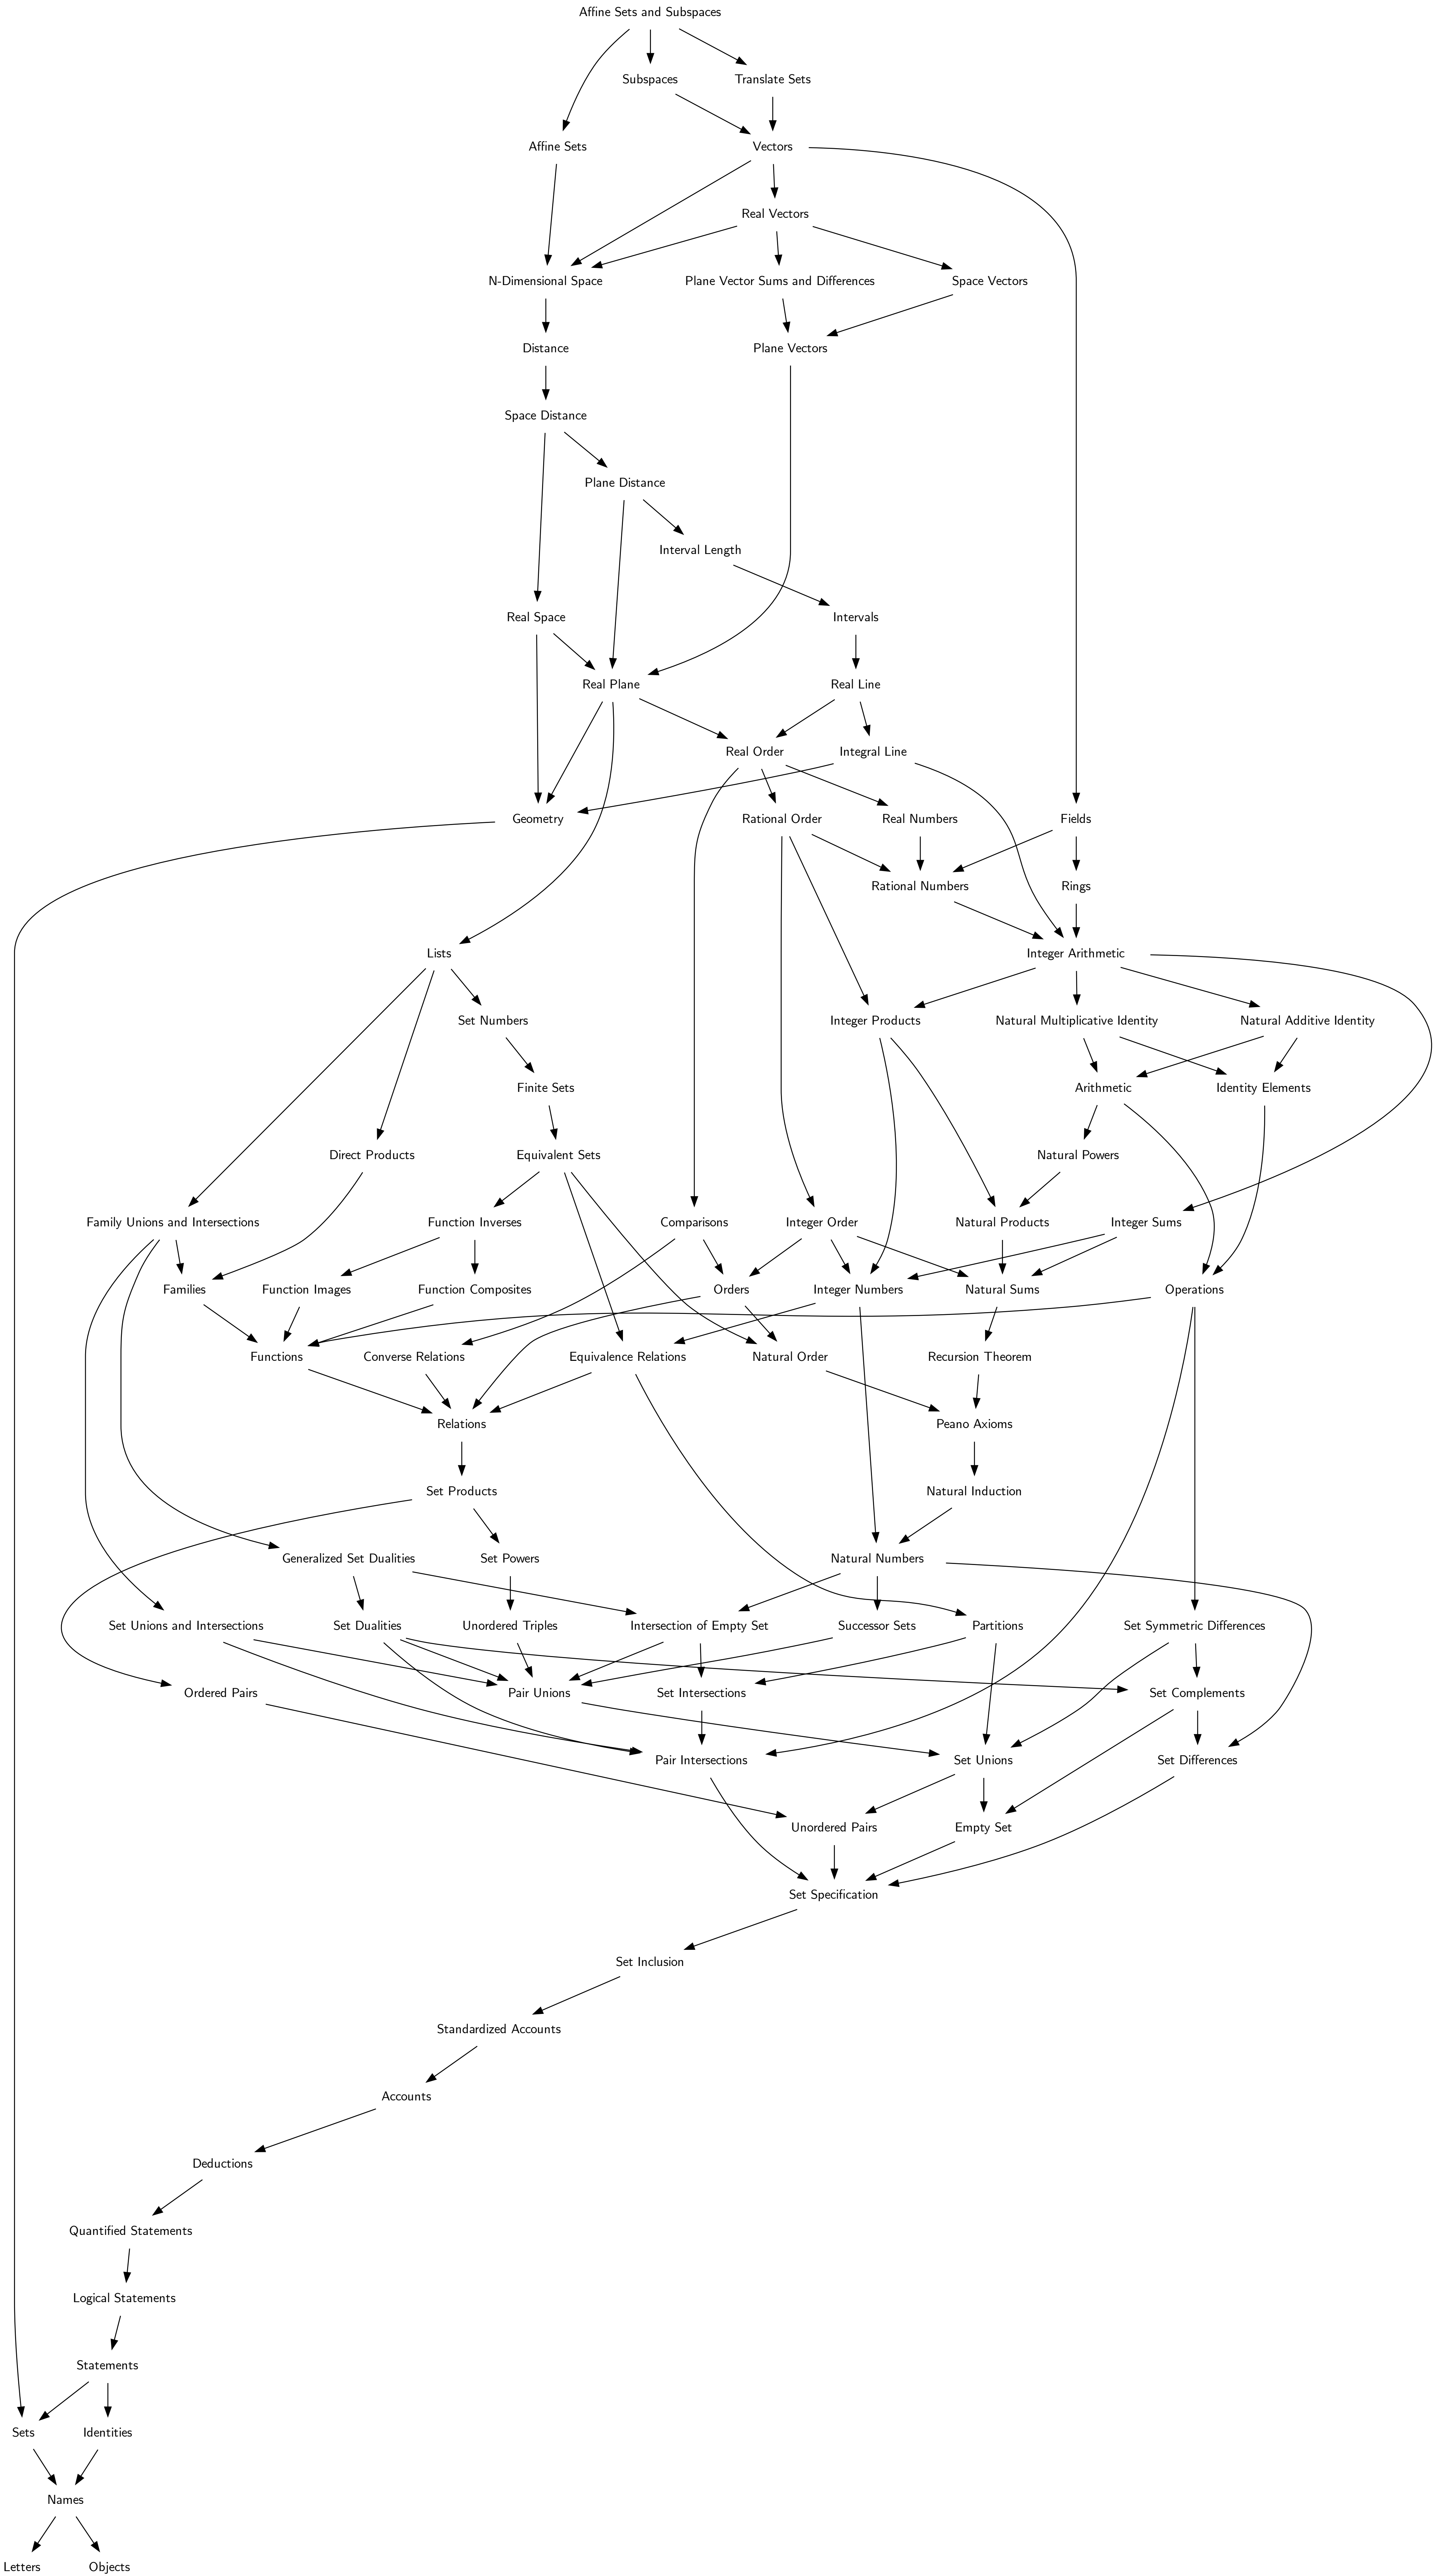 Affine Sets and Subspaces
Subspaces
Translate Sets
Affine Sets
Vectors
Real Vectors
N-Dimensional Space
Plane Vector Sums and Differences
Space Vectors
Distance
Plane Vectors
Space Distance
Plane Distance
Interval Length
Real Space
Intervals
Real Plane
Real Line
Real Order
Integral Line
Geometry
Rational Order
Real Numbers
Fields
Rational Numbers
Rings
Lists
Integer Arithmetic
Set Numbers
Integer Products
Natural Multiplicative Identity
Natural Additive Identity
Finite Sets
Arithmetic
Identity Elements
Direct Products
Equivalent Sets
Natural Powers
Family Unions and Intersections
Function Inverses
Comparisons
Integer Order
Natural Products
Integer Sums
Families
Function Images
Function Composites
Orders
Integer Numbers
Natural Sums
Operations
Functions
Converse Relations
Equivalence Relations
Natural Order
Recursion Theorem
Relations
Peano Axioms
Set Products
Natural Induction
Generalized Set Dualities
Set Powers
Natural Numbers
Set Unions and Intersections
Set Dualities
Unordered Triples
Intersection of Empty Set
Successor Sets
Partitions
Set Symmetric Differences
Ordered Pairs
Pair Unions
Set Intersections
Set Complements
Pair Intersections
Set Unions
Set Differences
Unordered Pairs
Empty Set
Set Specification
Set Inclusion
Standardized Accounts
Accounts
Deductions
Quantified Statements
Logical Statements
Statements
Sets
Identities
Names
Letters
Objects